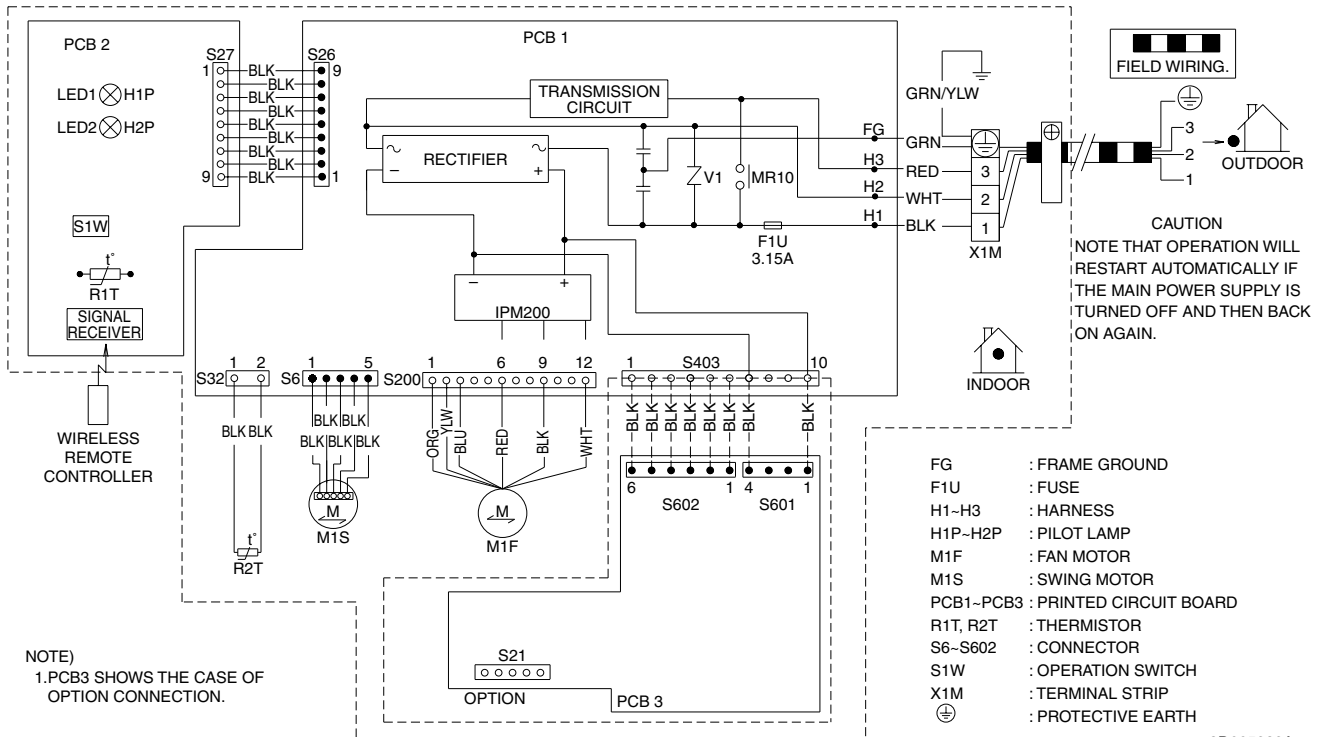 PCB 2
PCB 1
S27
S26
1
BLK
9
BLK
BLK
BLK
BLK
BLK
BLK
BLK
9
BLK
1
LED1 H1P
LED2 H2P
S1W
t°
R1T
SIGNAL
RECEIVER
WIRELESS
REMOTE
CONTROLLER
TRANSMISSION
CIRCUIT
RECTIFIER
~
~
−
+
V1
MR10
F1U
3.15A
−
+
IPM200
FG
H3
H2
H1
GRN/YLW
GRN
RED
WHT
BLK
3
2
1
X1M
FIELD WIRING.
3
2
1
OUTDOOR
CAUTION
NOTE THAT OPERATION WILL
RESTART AUTOMATICALLY IF
THE MAIN POWER SUPPLY IS
TURNED OFF AND THEN BACK
ON AGAIN.
INDOOR
S32
1 2
S6
1 5
S200
1 6 9 12
1 S403 10
BLK BLK
BLK BLK
BLK BLK BLK
ORG
YLW
BLU
RED
BLK
WHT
BLK
BLK
BLK
BLK
BLK
BLK
BLK
BLK
t°
R2T
M
M1S
M
M1F
6 1 4 1
S602 S601
S21
OPTION
PCB 3
NOTE)
1.PCB3 SHOWS THE CASE OF
OPTION CONNECTION.
FG : FRAME GROUND
F1U : FUSE
H1~H3 : HARNESS
H1P~H2P : PILOT LAMP
M1F : FAN MOTOR
M1S : SWING MOTOR
PCB1~PCB3 : PRINTED CIRCUIT BOARD
R1T, R2T : THERMISTOR
S6~S602 : CONNECTOR
S1W : OPERATION SWITCH
X1M : TERMINAL STRIP
: PROTECTIVE EARTH